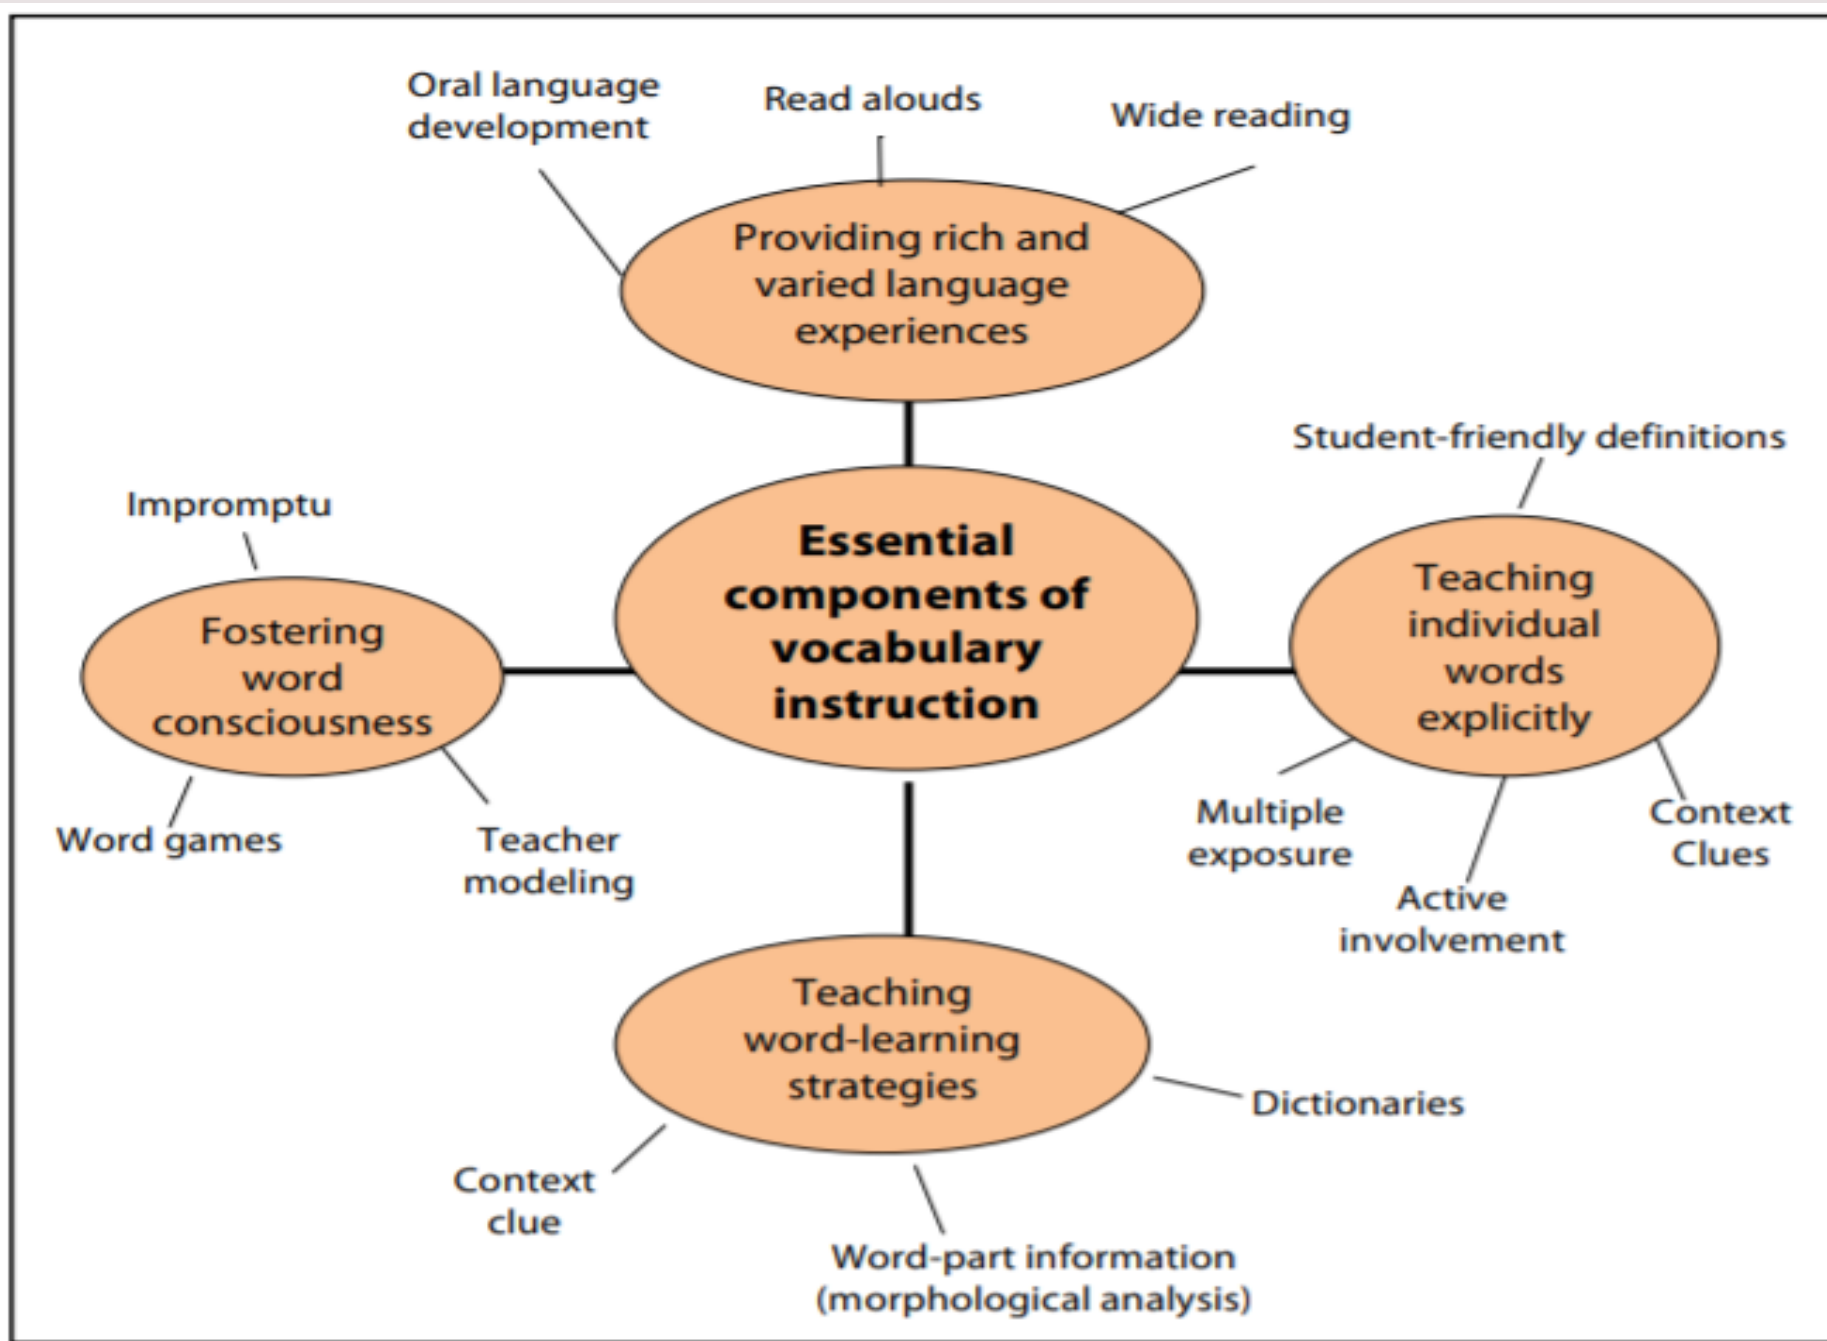 Oral language
development
Read alouds
Wide reading
Providing rich and
varied language
experiences
Student-friendly definitions
Impromptu
Essential
components of
vocabulary
instruction
Teaching
individual
words
explicitly
Fostering
word
consciousness
Word games
Teacher
modeling
Multiple
exposure
Context
Clues
Active
involvement
Teaching
word-learning
strategies
Dictionaries
Context
clue
Word-part information
(morphological analysis)